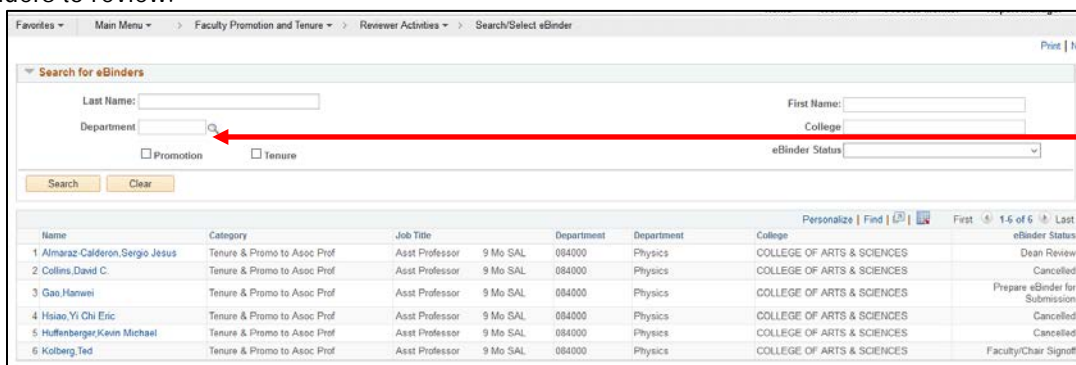 Favorites Main Menu > Faculty Promotion and Tenure > Reviewer Activities > Search/Select eBinder
Print |
Search for eBinders
Last Name: First Name:
Department College
Promotion Tenure eBinder Status
Search Clear
Personalize | Find | First 1-6 of 6 Last
Name Category Job Title Department Department College eBinder Status
1 Almaraz-Calderon,Sergio Jesus Tenure & Promo to Asoc Prof Asst Professor 9 Mo SAL 084000 Physics COLLEGE OF ARTS & SCIENCES Dean Review
2 Collins,David C. Tenure & Promo to Asoc Prof Asst Professor 9 Mo SAL 084000 Physics COLLEGE OF ARTS & SCIENCES Cancelled
3 Gao,Hanwei Tenure & Promo to Asoc Prof Asst Professor 9 Mo SAL 084000 Physics COLLEGE OF ARTS & SCIENCES Prepare eBinder for Submission
4 Hsiao,Yi Chi Eric Tenure & Promo to Asoc Prof Asst Professor 9 Mo SAL 084000 Physics COLLEGE OF ARTS & SCIENCES Cancelled
5 Huffenberger,Kevin Michael Tenure & Promo to Asoc Prof Asst Professor 9 Mo SAL 084000 Physics COLLEGE OF ARTS & SCIENCES Cancelled
6 Kolberg,Ted Tenure & Promo to Asoc Prof Asst Professor 9 Mo SAL 084000 Physics COLLEGE OF ARTS & SCIENCES Faculty/Chair Signoff